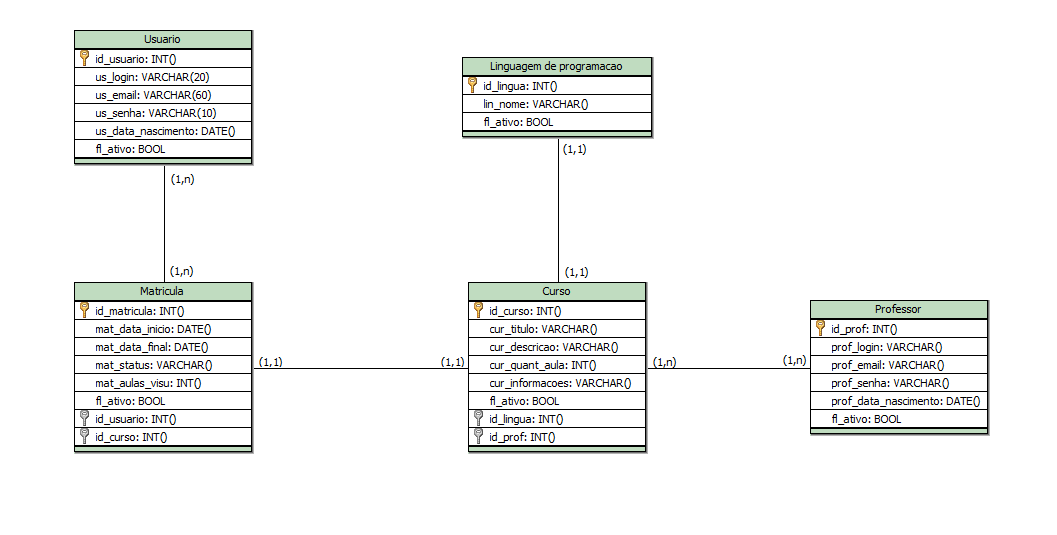 Usuario
id_usuario: INT()
us_login: VARCHAR(20)
us_email: VARCHAR(60)
us_senha: VARCHAR(10)
us_data_nascimento: DATE()
fl_ativo: BOOL
(1,n)
(1,n)
Linguagem de programacao
id_lingua: INT()
lin_nome: VARCHAR()
fl_ativo: BOOL
(1,1)
(1,1)
Matricula
id_matricula: INT()
mat_data_inicio: DATE()
mat_data_final: DATE()
mat_status: VARCHAR()
mat_aulas_visu: INT()
fl_ativo: BOOL
id_usuario: INT()
id_curso: INT()
(1,1)
(1,1)
Curso
id_curso: INT()
cur_titulo: VARCHAR()
cur_descricao: VARCHAR()
cur_quant_aula: INT()
cur_informacoes: VARCHAR()
fl_ativo: BOOL
id_lingua: INT()
id_prof: INT()
(1,n)
(1,n)
Professor
id_prof: INT()
prof_login: VARCHAR()
prof_email: VARCHAR()
prof_senha: VARCHAR()
prof_data_nascimento: DATE()
fl_ativo: BOOL